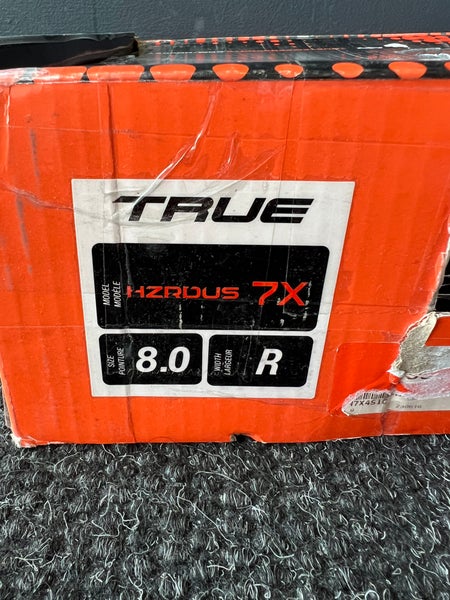 TRUE
MODEL
MODÈLE
HZRDUS 7X
SIZE
POINTURE
8.0
WIDTH
LARGEUR
R